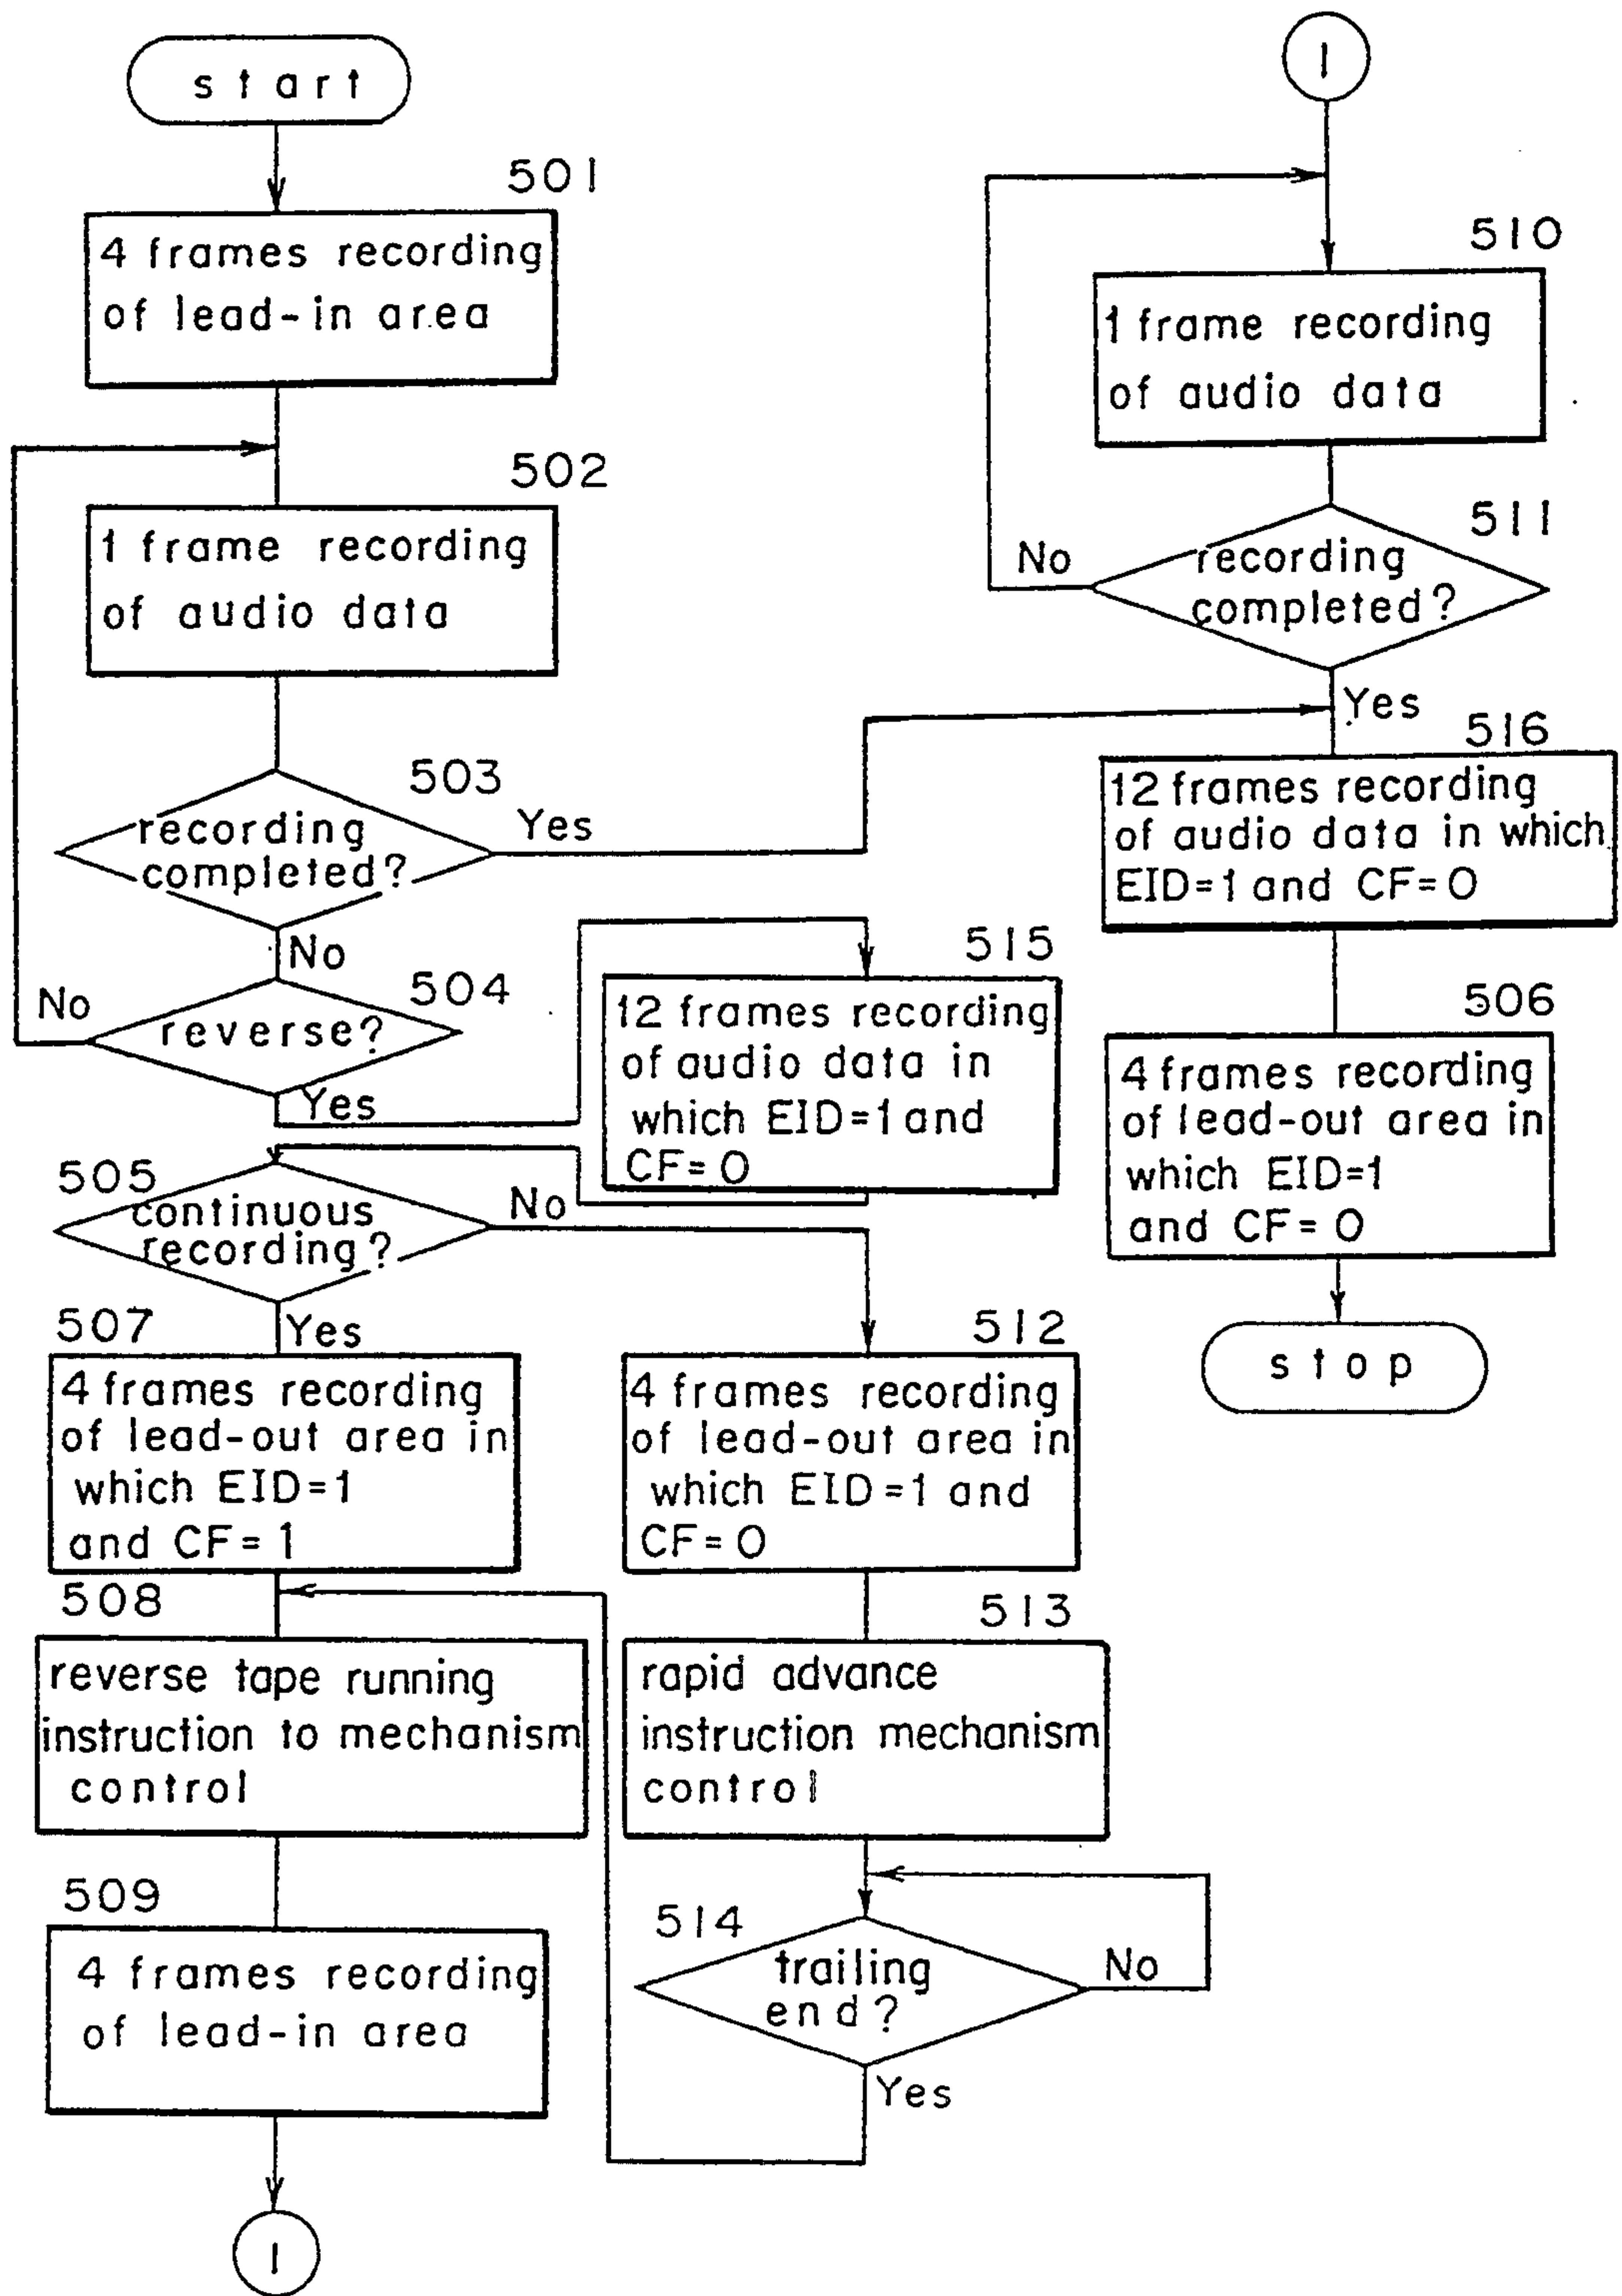 start
501
4 frames recording
of lead-in area
502
1 frame recording
of audio data
503
recording
completed?
Yes
No
504
reverse?
No
Yes
515
12 frames recording
of audio data in
which EID=1 and
CF=0
505
continuous
recording?
No
Yes
507
4 frames recording
of lead-out area in
which EID=1
and CF=1
512
4 frames recording
of lead-out area in
which EID=1 and
CF=0
508
reverse tape running
instruction to mechanism
control
513
rapid advance
instruction mechanism
control
509
4 frames recording
of lead-in area
514
trailing
end?
No
Yes
1
1
510
1 frame recording
of audio data
511
recording
completed?
No
Yes
516
12 frames recording
of audio data in which
EID=1 and CF=0
506
4 frames recording
of lead-out area in
which EID=1
and CF=0
stop